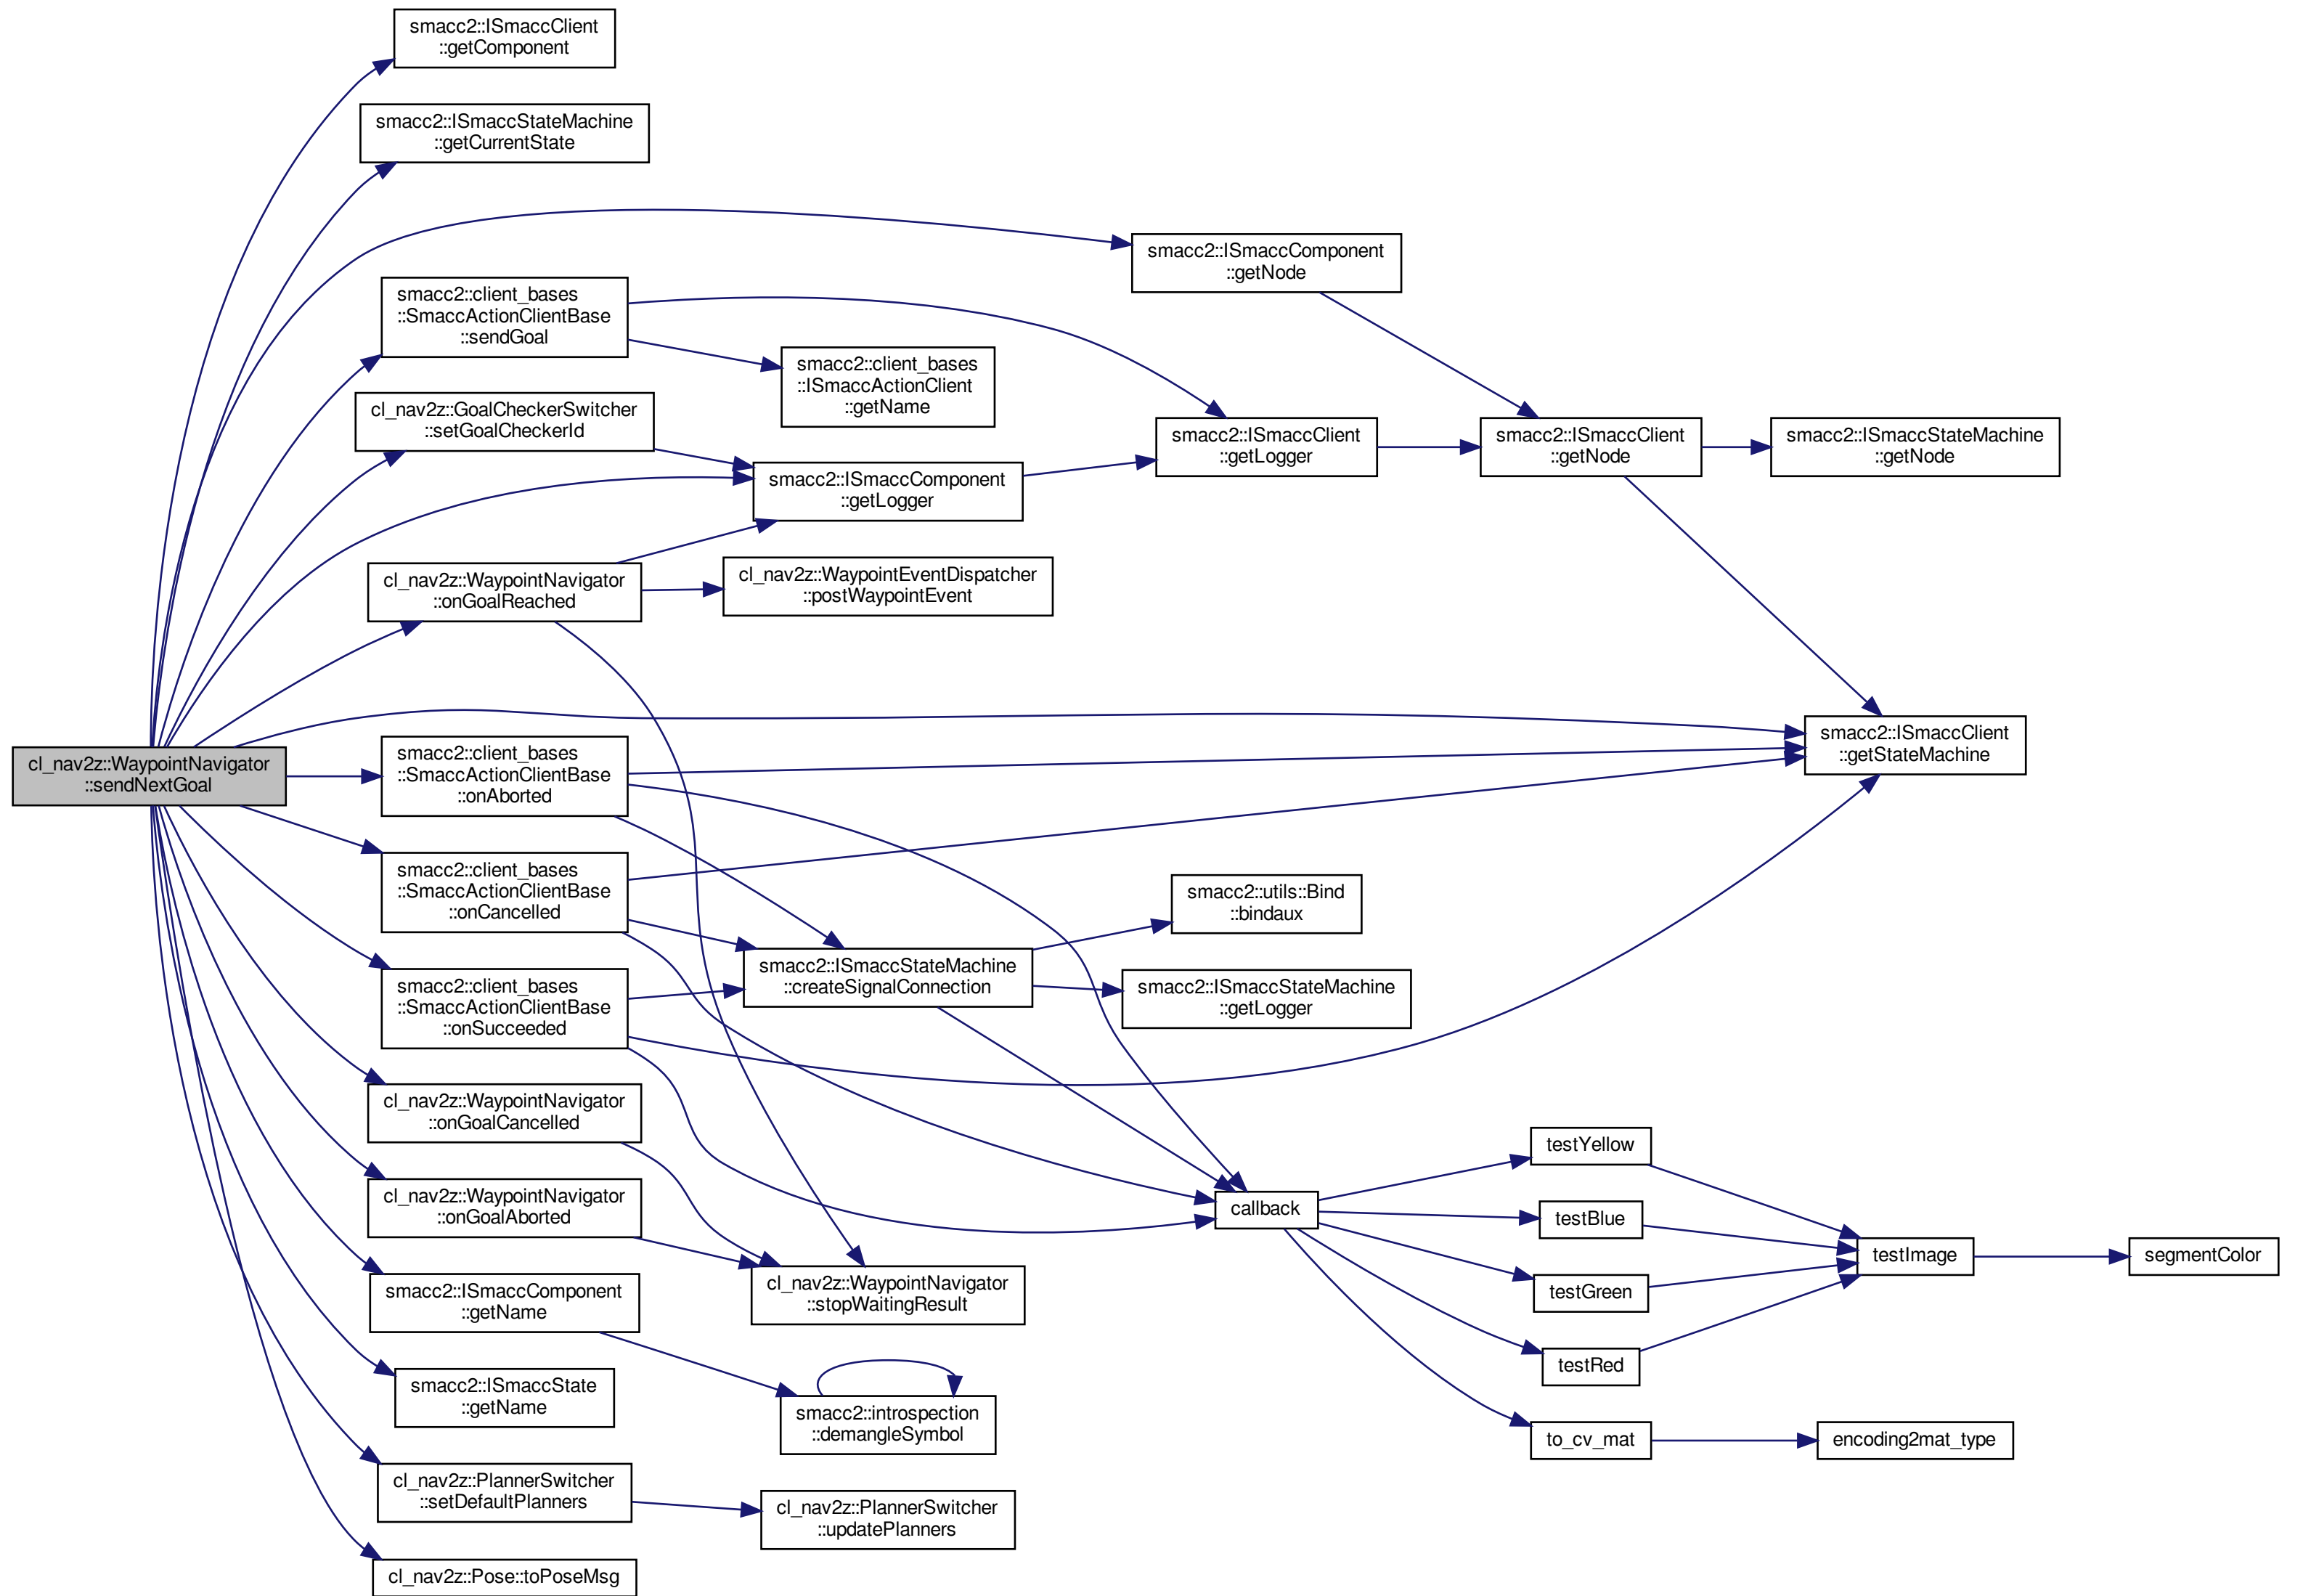 smacc2::ISmaccClient
::getComponent
smacc2::ISmaccStateMachine
::getCurrentState
smacc2::ISmaccComponent
::getNode
smacc2::client_bases
::SmaccActionClientBase
::sendGoal
smacc2::client_bases
::ISmaccActionClient
::getName
cl_nav2z::GoalCheckerSwitcher
::setGoalCheckerId
smacc2::ISmaccClient
::getLogger
smacc2::ISmaccClient
::getNode
smacc2::ISmaccStateMachine
::getNode
smacc2::ISmaccComponent
::getLogger
cl_nav2z::WaypointNavigator
::onGoalReached
cl_nav2z::WaypointEventDispatcher
::postWaypointEvent
cl_nav2z::WaypointNavigator
::sendNextGoal
smacc2::client_bases
::SmaccActionClientBase
::onAborted
smacc2::ISmaccClient
::getStateMachine
smacc2::client_bases
::SmaccActionClientBase
::onCancelled
smacc2::utils::Bind
::bindaux
smacc2::ISmaccStateMachine
::createSignalConnection
smacc2::client_bases
::SmaccActionClientBase
::onSucceeded
smacc2::ISmaccStateMachine
::getLogger
cl_nav2z::WaypointNavigator
::onGoalCancelled
cl_nav2z::WaypointNavigator
::onGoalAborted
callback
testYellow
testBlue
testGreen
testRed
testImage
segmentColor
cl_nav2z::WaypointNavigator
::stopWaitingResult
smacc2::ISmaccComponent
::getName
smacc2::ISmaccState
::getName
smacc2::introspection
::demangleSymbol
to_cv_mat
encoding2mat_type
cl_nav2z::PlannerSwitcher
::setDefaultPlanners
cl_nav2z::PlannerSwitcher
::updatePlanners
cl_nav2z::Pose::toPoseMsg